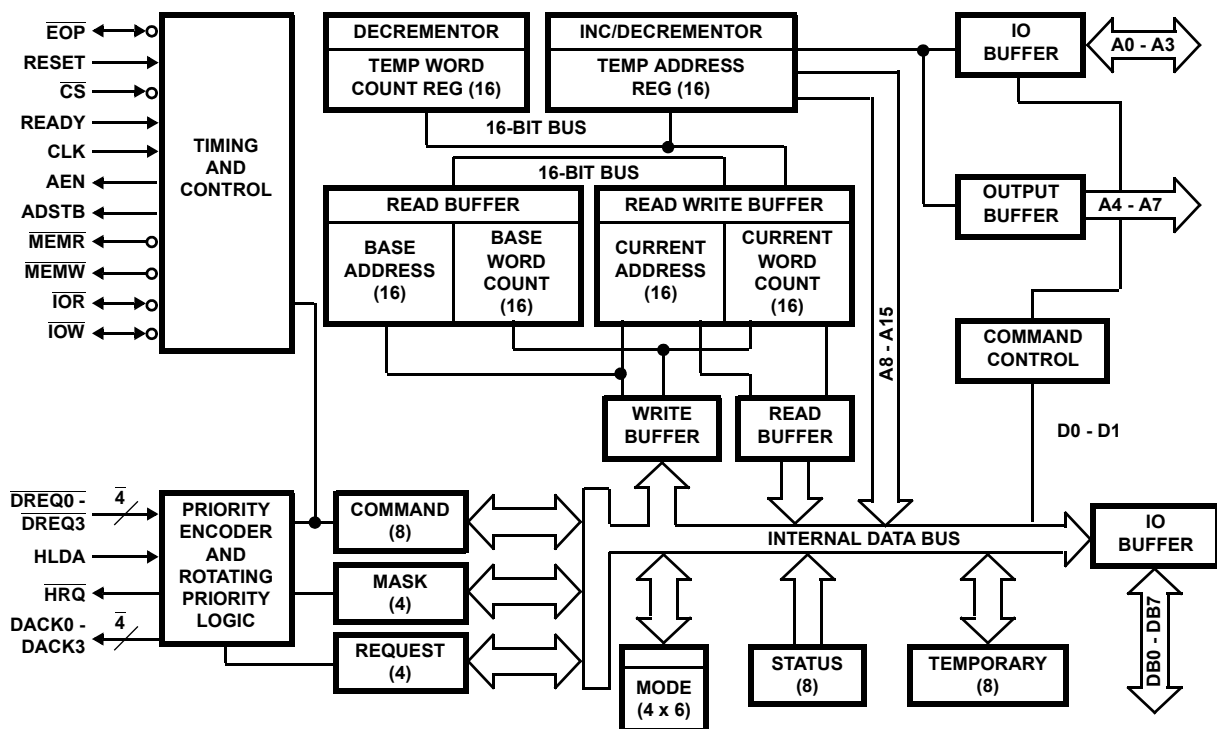 EOP
RESET
CS
READY
CLK
AEN
ADSTB
MEMR
MEMW
IOR
IOW
TIMING
AND
CONTROL
DECREMENTOR
TEMP WORD
COUNT REG (16)
INC/DECREMENTOR
TEMP ADDRESS
REG (16)
16-BIT BUS
16-BIT BUS
READ BUFFER
BASE
ADDRESS
(16)
BASE
WORD
COUNT
(16)
READ WRITE BUFFER
CURRENT
ADDRESS
(16)
CURRENT
WORD
COUNT
(16)
A8 - A15
IO
BUFFER
A0 - A3
OUTPUT
BUFFER
A4 - A7
COMMAND
CONTROL
D0 - D1
WRITE
BUFFER
READ
BUFFER
DREQ0 -
DREQ3
4
HLDA
HRQ
DACK0 -
DACK3
4
PRIORITY
ENCODER
AND
ROTATING
PRIORITY
LOGIC
COMMAND
(8)
MASK
(4)
REQUEST
(4)
INTERNAL DATA BUS
IO
BUFFER
DB0 - DB7
MODE
(4 x 6)
STATUS
(8)
TEMPORARY
(8)